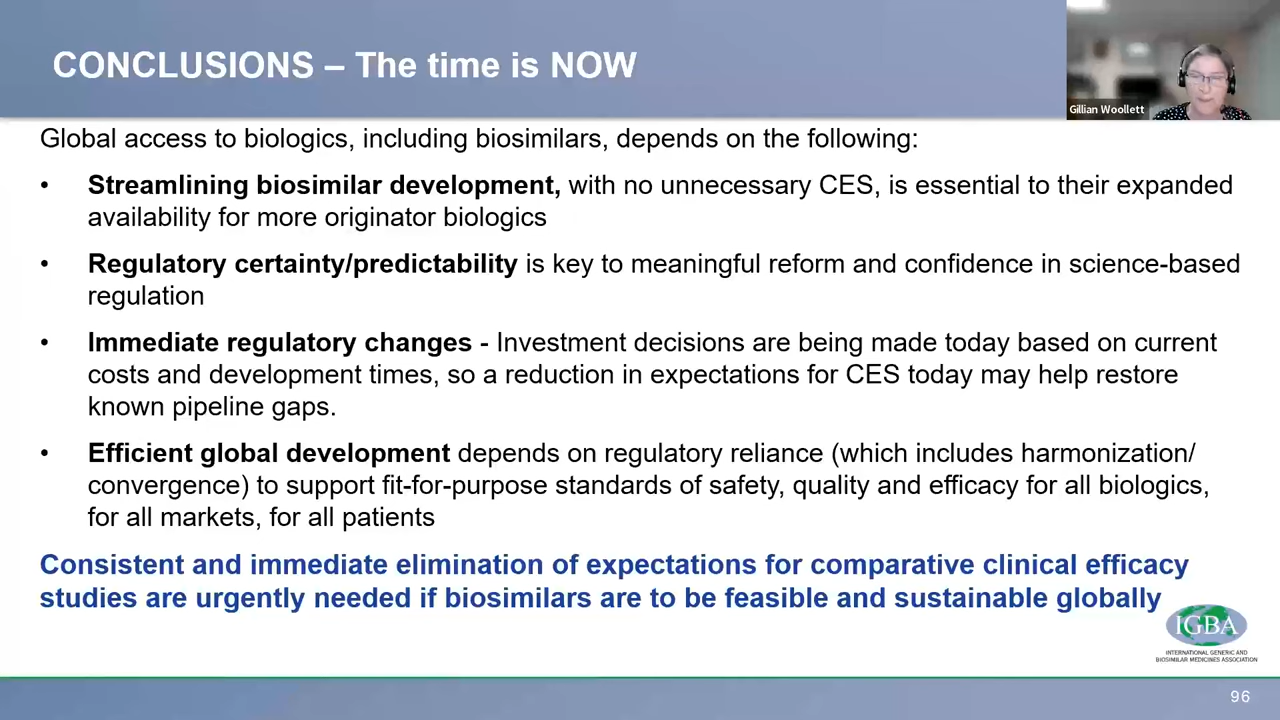 CONCLUSIONS – The time is NOW
Gillian Woollett
Global access to biologics, including biosimilars, depends on the following:
• Streamlining biosimilar development, with no unnecessary CES, is essential to their expanded
availability for more originator biologics
• Regulatory certainty/predictability is key to meaningful reform and confidence in science-based
regulation
• Immediate regulatory changes - Investment decisions are being made today based on current
costs and development times, so a reduction in expectations for CES today may help restore
known pipeline gaps.
• Efficient global development depends on regulatory reliance (which includes harmonization/
convergence) to support fit-for-purpose standards of safety, quality and efficacy for all biologics,
for all markets, for all patients
Consistent and immediate elimination of expectations for comparative clinical efficacy
studies are urgently needed if biosimilars are to be feasible and sustainable globally
IGBA
INTERNATIONAL GENERIC AND
BIOSIMILAR MEDICINES ASSOCIATION
96